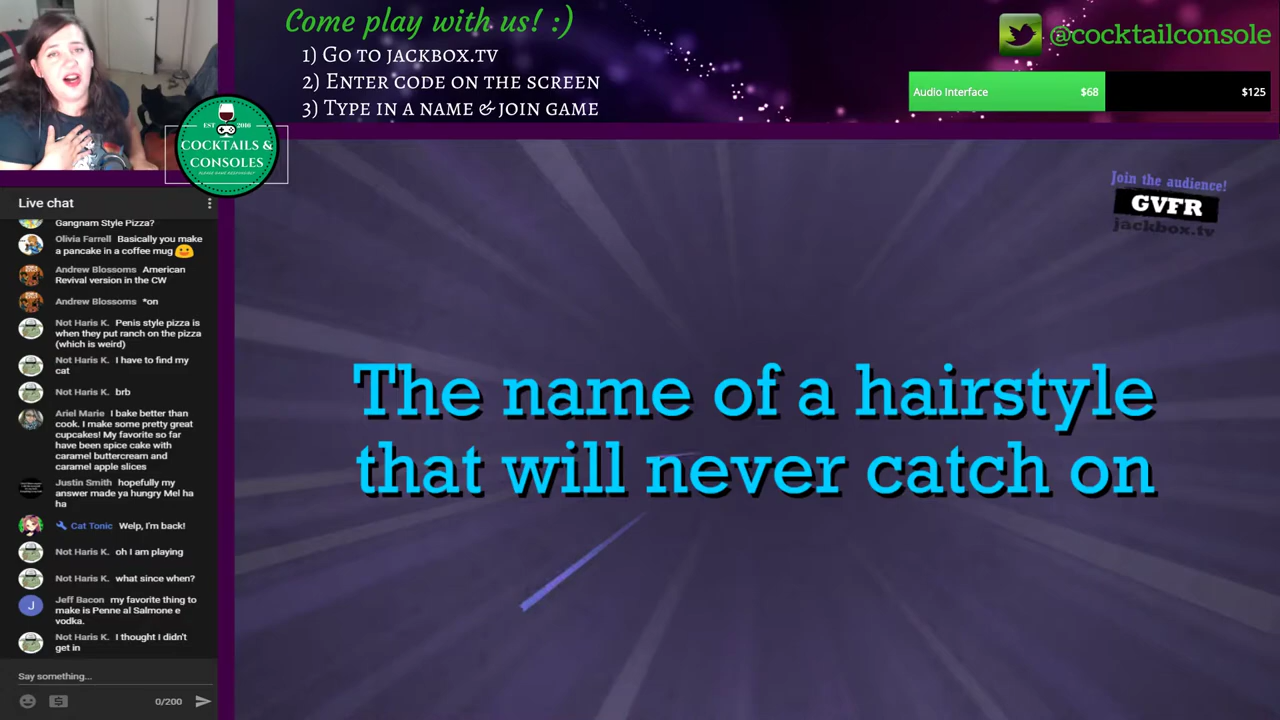 Come play with us! :)
1) Go to jackbox.tv
2) Enter code on the screen
3) Type in a name & join game
@cocktailconsole
Audio Interface $68 $125
EST 2016
COCKTAILS &
CONSOLES
Live chat
Gangnam Style Pizza?
Olivia Farrell Basically you make
a pancake in a coffee mug
Andrew Blossoms American
Revival version in the CW
Andrew Blossoms *on
Not Haris K. Penis style pizza is
when they put ranch on the pizza
(which is weird)
Not Haris K. I have to find my
cat
Not Haris K. brb
Ariel Marie I bake better than
cook. I make some pretty great
cupcakes! My favorite so far
have been spice cake with
caramel buttercream and
caramel apple slices
Justin Smith hopefully my
answer made ya hungry Mel ha
ha
Cat Tonic Welp, I'm back!
Not Haris K. oh I am playing
Not Haris K. what since when?
J
Jeff Bacon my favorite thing to
make is Penne al Salmone e
vodka.
Not Haris K. I thought I didn't
get in
Say something...
0/200
Join the audience!
GVFR
jackbox.tv
The name of a hairstyle
that will never catch on